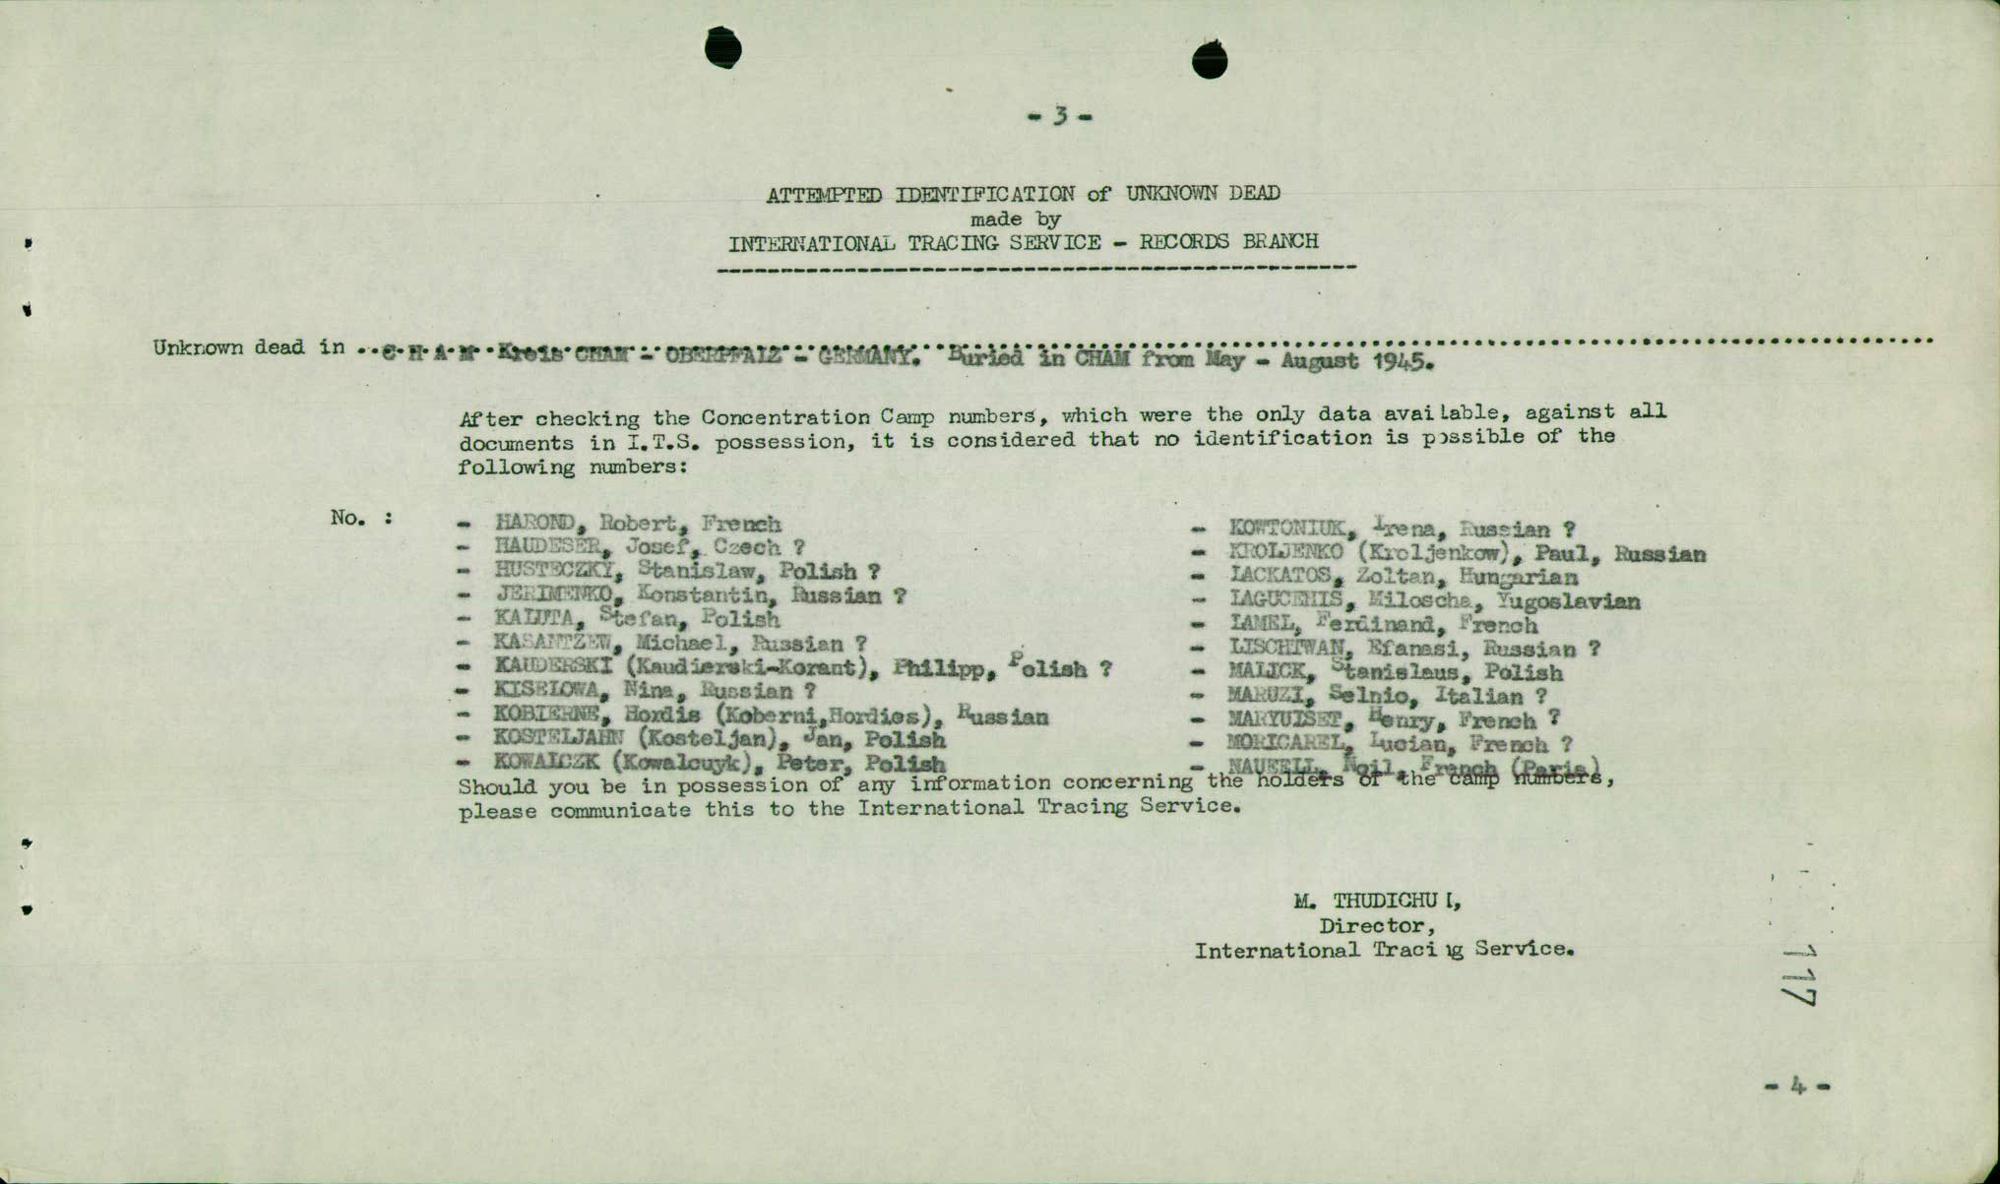 - 3 -
ATTEMPTED IDENTIFICATION of UNKNOWN DEAD
made by
INTERNATIONAL TRACING SERVICE - RECORDS BRANCH
Unknown dead in C H A M Kreis CHAM - OBERPFALZ - GERMANY. Buried in CHAM from May - August 1945.
After checking the Concentration Camp numbers, which were the only data available, against all
documents in I.T.S. possession, it is considered that no identification is possible of the
following numbers:
No. :
- HAROND, Robert, French
- HAUDESER, Josef, Czech ?
- HUSTECZKY, Stanislaw, Polish ?
- JERIMENKO, Konstantin, Russian ?
- KALUTA, Stefan, Polish
- KASANTZEW, Michael, Russian ?
- KAUDERSKI (Kaudierski-Korant), Philipp, Polish ?
- KISELOWA, Nina, Russian ?
- KOBIERNE, Hordis (Koberni,Hordies), Russian
- KOSTELJAHN (Kosteljan), Jan, Polish
- KOWALCZK (Kowalcuyk), Peter, Polish
- KOWTONIUK, Irena, Russian ?
- KROLJENKO (Kroljenkow), Paul, Russian
- LACKATOS, Zoltan, Hungarian
- LAGUCEHIS, Miloscha, Yugoslavian
- LAMEL, Ferdinand, French
- LISCHTWAN, Efanasi, Russian ?
- MALICK, Stanislaus, Polish
- MARUZI, Selnio, Italian ?
- MARYUISET, Henry, French ?
- MORICAREL, Lucian, French ?
- NAUSELL, Noil, French (Paris)
Should you be in possession of any information concerning the holders of the camp numbers,
please communicate this to the International Tracing Service.
M. THUDICHUM,
Director,
International Tracing Service.
117
- 4 -